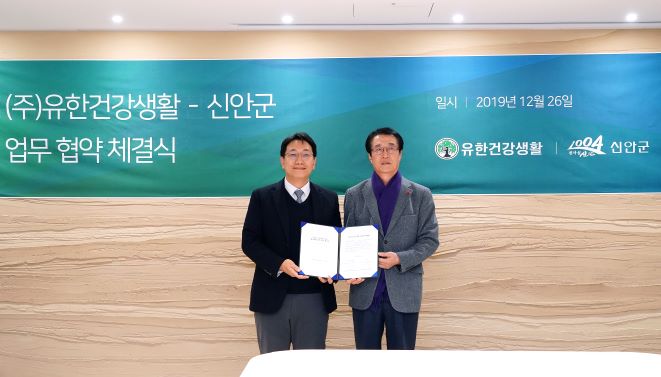 (주)유한건강생활 - 신안군
업무 협약 체결식
일시 | 2019년 12월 26일
유한건강생활 | 1004 신안군